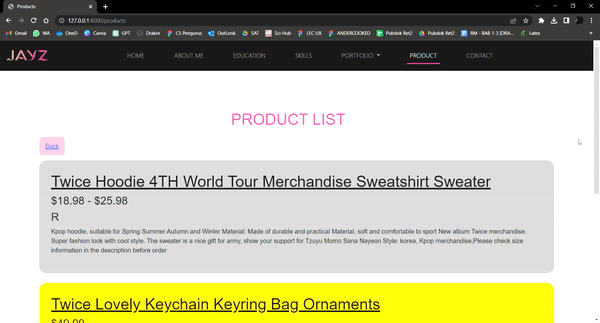 Products
127.0.0.1:8000/products
Gmail WA OneD Canva GPT Draker CS Pengurus OutLook SAT Sci-Hub LEC UX ANDERCOOKED Pubdok Ret2 Pubdok Ret2 RM - BAB 1-3 (DRA... Latex
JAYZ HOME ABOUT ME EDUCATION SKILLS PORTFOLIO PRODUCT CONTACT
PRODUCT LIST
Back
Twice Hoodie 4TH World Tour Merchandise Sweatshirt Sweater
$18.98 - $25.98
R
Kpop hoodie, suitable for Spring Summer Autumn and Winter Material: Made of durable and practical Material, soft and comfortable to sport New album Twice merchandise.
Super fashion look with cool style. The sweater is a nice gift for army, show your support for Tzuyu Momo Sana Nayeon Style: korea, Kpop merchandise,Please check size
information in the description before order
Twice Lovely Keychain Keyring Bag Ornaments